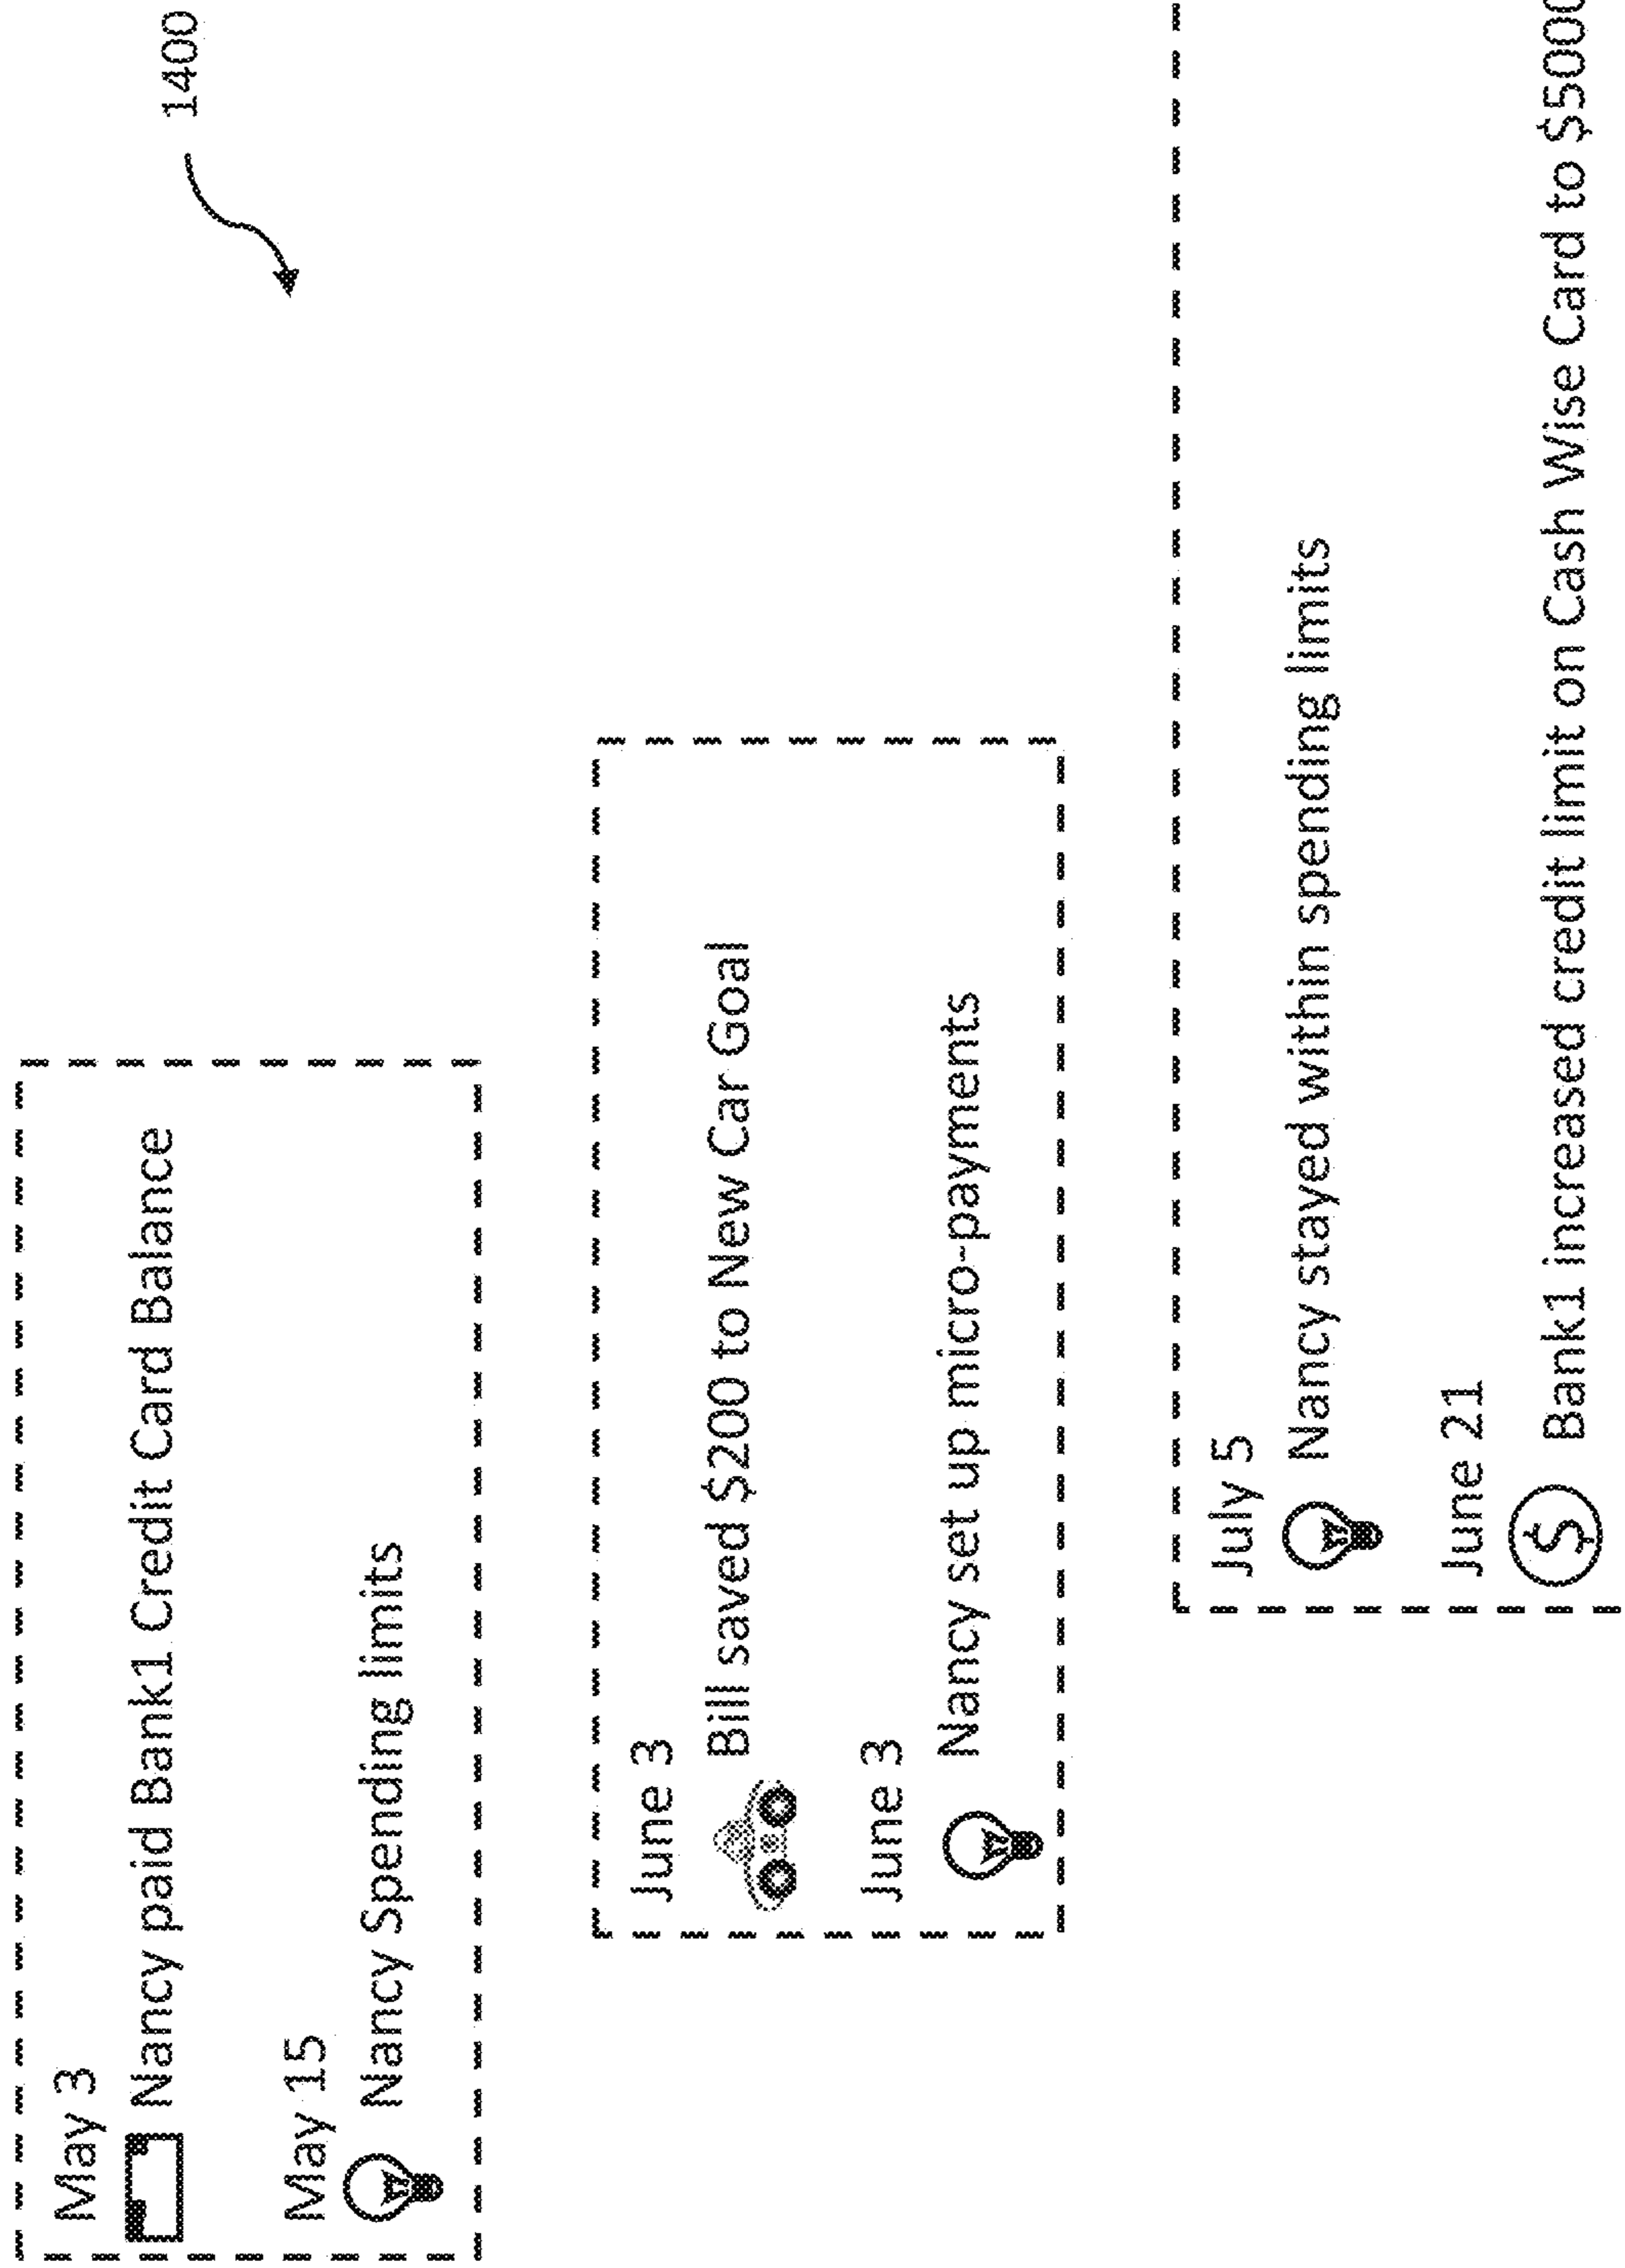 1400
May 3
Nancy paid Bank1 Credit Card Balance
May 15
Nancy Spending limits
June 3
Bill saved $200 to New Car Goal
June 3
Nancy set up micro-payments
July 5
Nancy stayed within spending limits
June 21
$
Bank1 increased credit limit on Cash Wise Card to $500